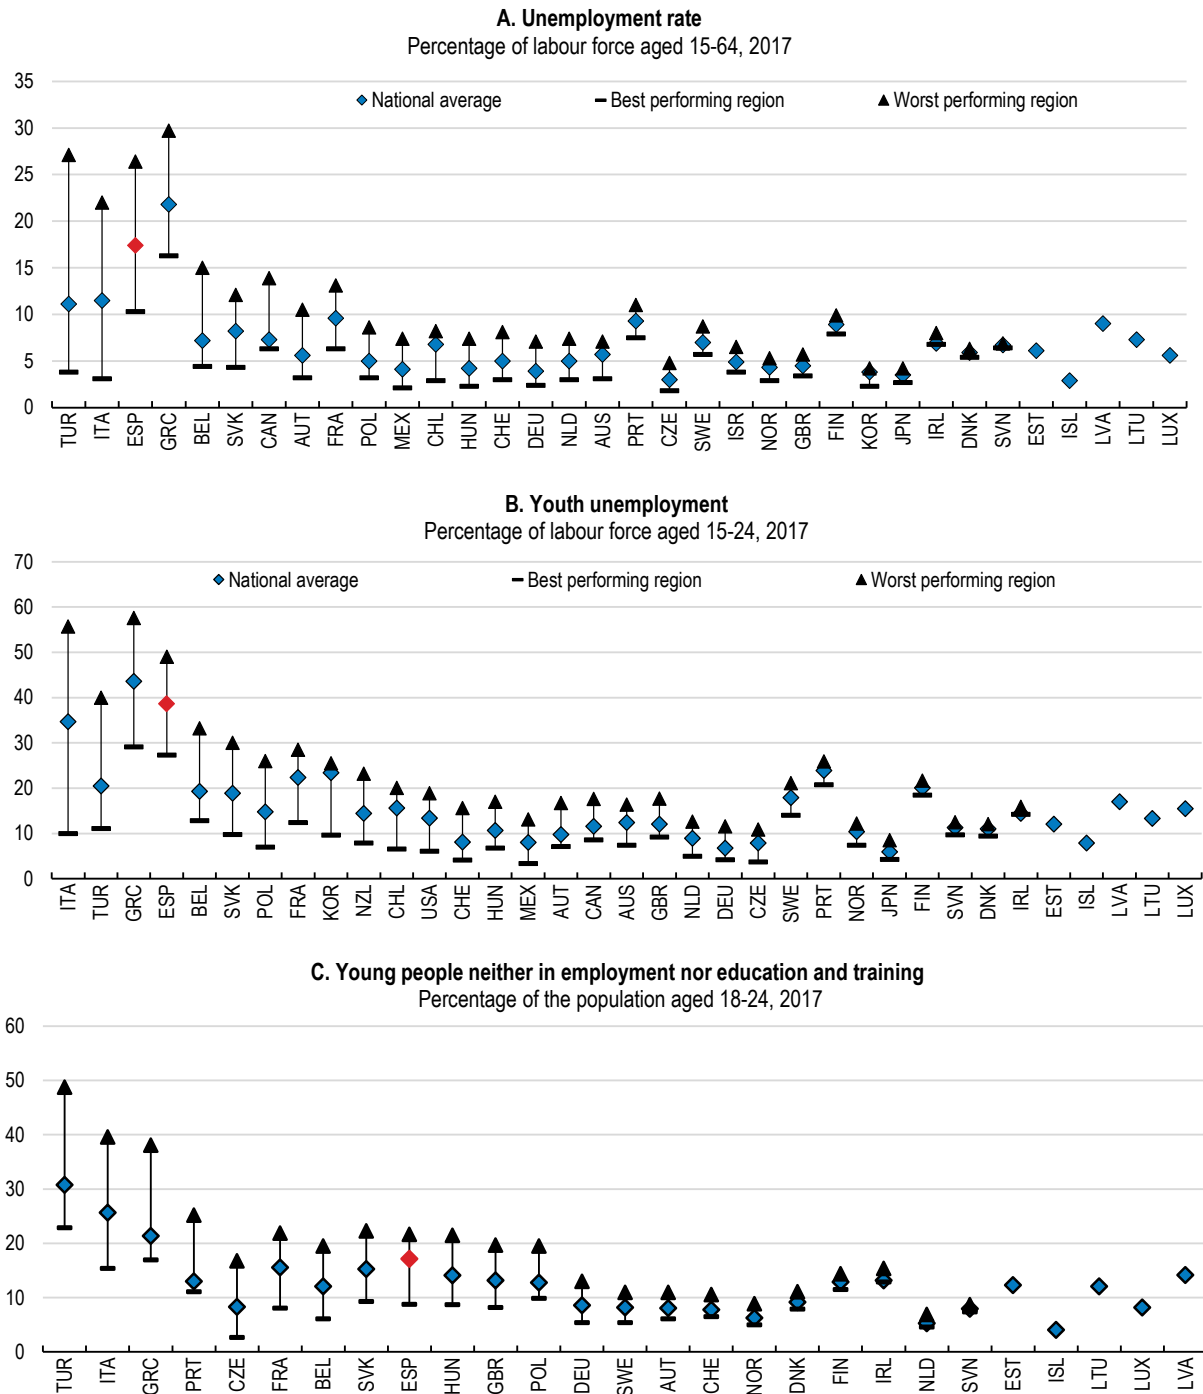 A. Unemployment rate
Percentage of labour force aged 15-64, 2017
35
National average
Best performing region
Worst performing region
30
25
20
15
10
5
0
TUR ITA ESP GRC BEL SVK CAN AUT FRA POL MEX CHL HUN CHE DEU NLD AUS PRT CZE SWE ISR NOR GBR FIN KOR JPN IRL DNK SVN EST ISL LVA LTU LUX
B. Youth unemployment
Percentage of labour force aged 15-24, 2017
70
National average
Best performing region
Worst performing region
60
50
40
30
20
10
0
ITA TUR GRC ESP BEL SVK POL FRA KOR NZL CHL USA CHE HUN MEX AUT CAN AUS GBR NLD DEU CZE SWE PRT NOR JPN FIN SVN DNK IRL EST ISL LVA LTU LUX
C. Young people neither in employment nor education and training
Percentage of the population aged 18-24, 2017
60
50
40
30
20
10
0
TUR ITA GRC PRT CZE FRA BEL SVK ESP HUN GBR POL DEU SWE AUT CHE NOR DNK FIN IRL NLD SVN EST ISL LTU LUX LVA